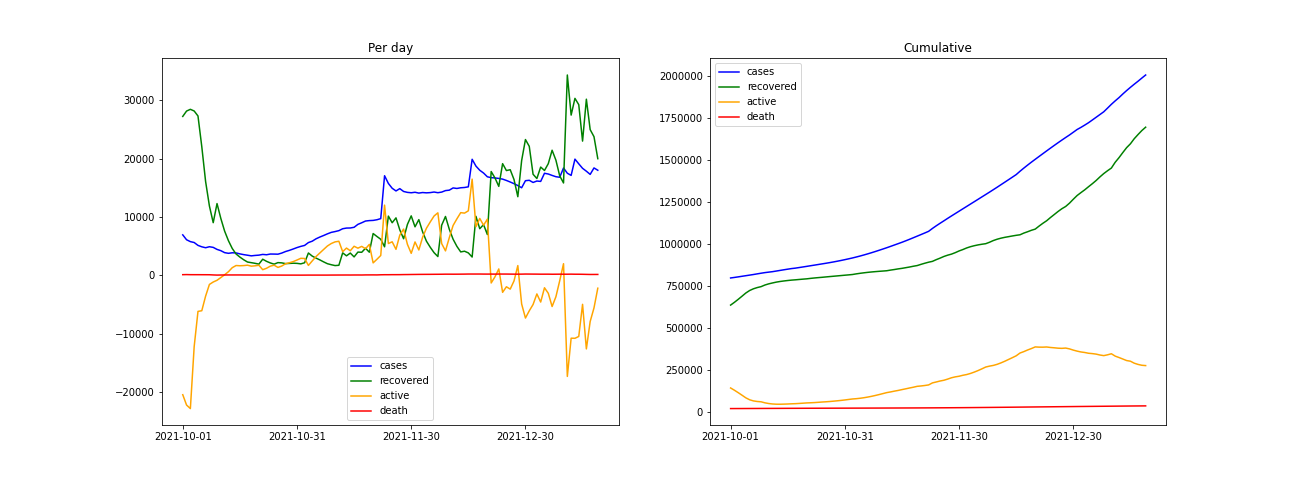 Per day
30000
20000
10000
0
−10000
−20000
cases
recovered
active
death
2021-10-01
2021-10-31
2021-11-30
2021-12-30
Cumulative
2000000
1750000
1500000
1250000
1000000
750000
500000
250000
0
cases
recovered
active
death
2021-10-01
2021-10-31
2021-11-30
2021-12-30